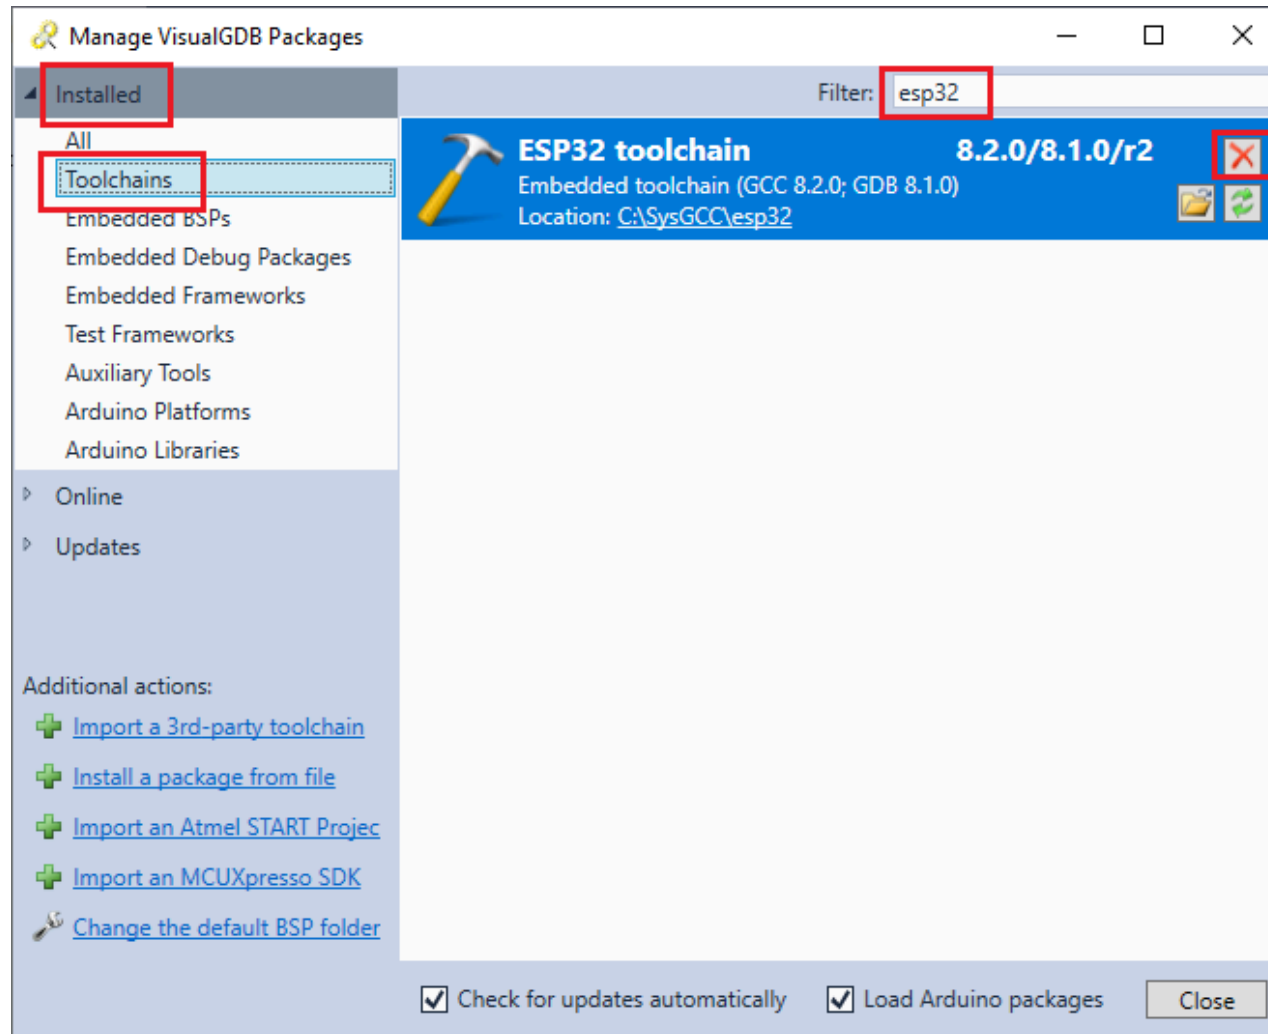 Manage VisualGDB Packages
Installed
Filter: esp32
All
Toolchains
Embedded BSPs
Embedded Debug Packages
Embedded Frameworks
Test Frameworks
Auxiliary Tools
Arduino Platforms
Arduino Libraries
Online
Updates
ESP32 toolchain 8.2.0/8.1.0/r2
Embedded toolchain (GCC 8.2.0; GDB 8.1.0)
Location: C:\SysGCC\esp32
Additional actions:
Import a 3rd-party toolchain
Install a package from file
Import an Atmel START Projec
Import an MCUXpresso SDK
Change the default BSP folder
Check for updates automatically Load Arduino packages Close